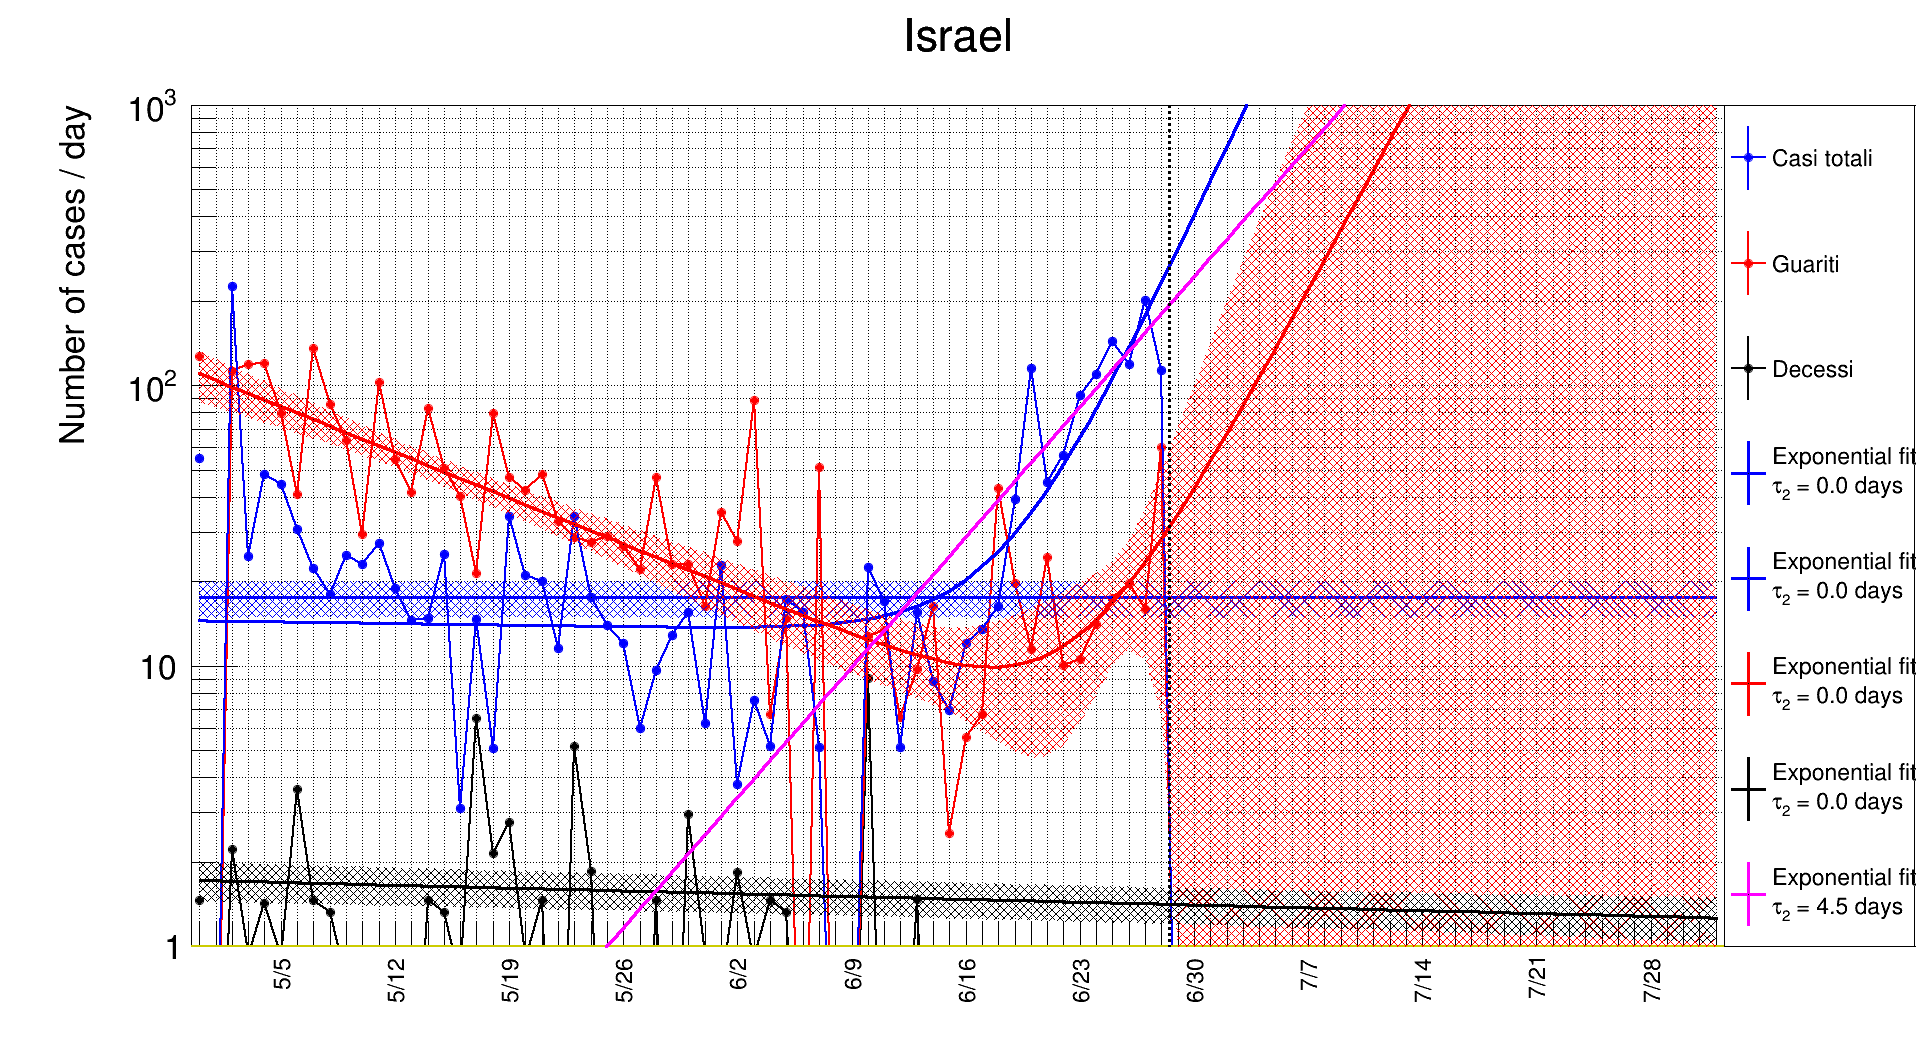 Israel
Number of cases / day
10³
10²
10
1
5/5
5/12
5/19
5/26
6/2
6/9
6/16
6/23
6/30
7/7
7/14
7/21
7/28
Casi totali
Guariti
Decessi
Exponential fit
τ₂ = 0.0 days
Exponential fit
τ₂ = 0.0 days
Exponential fit
τ₂ = 0.0 days
Exponential fit
τ₂ = 0.0 days
Exponential fit
τ₂ = 4.5 days